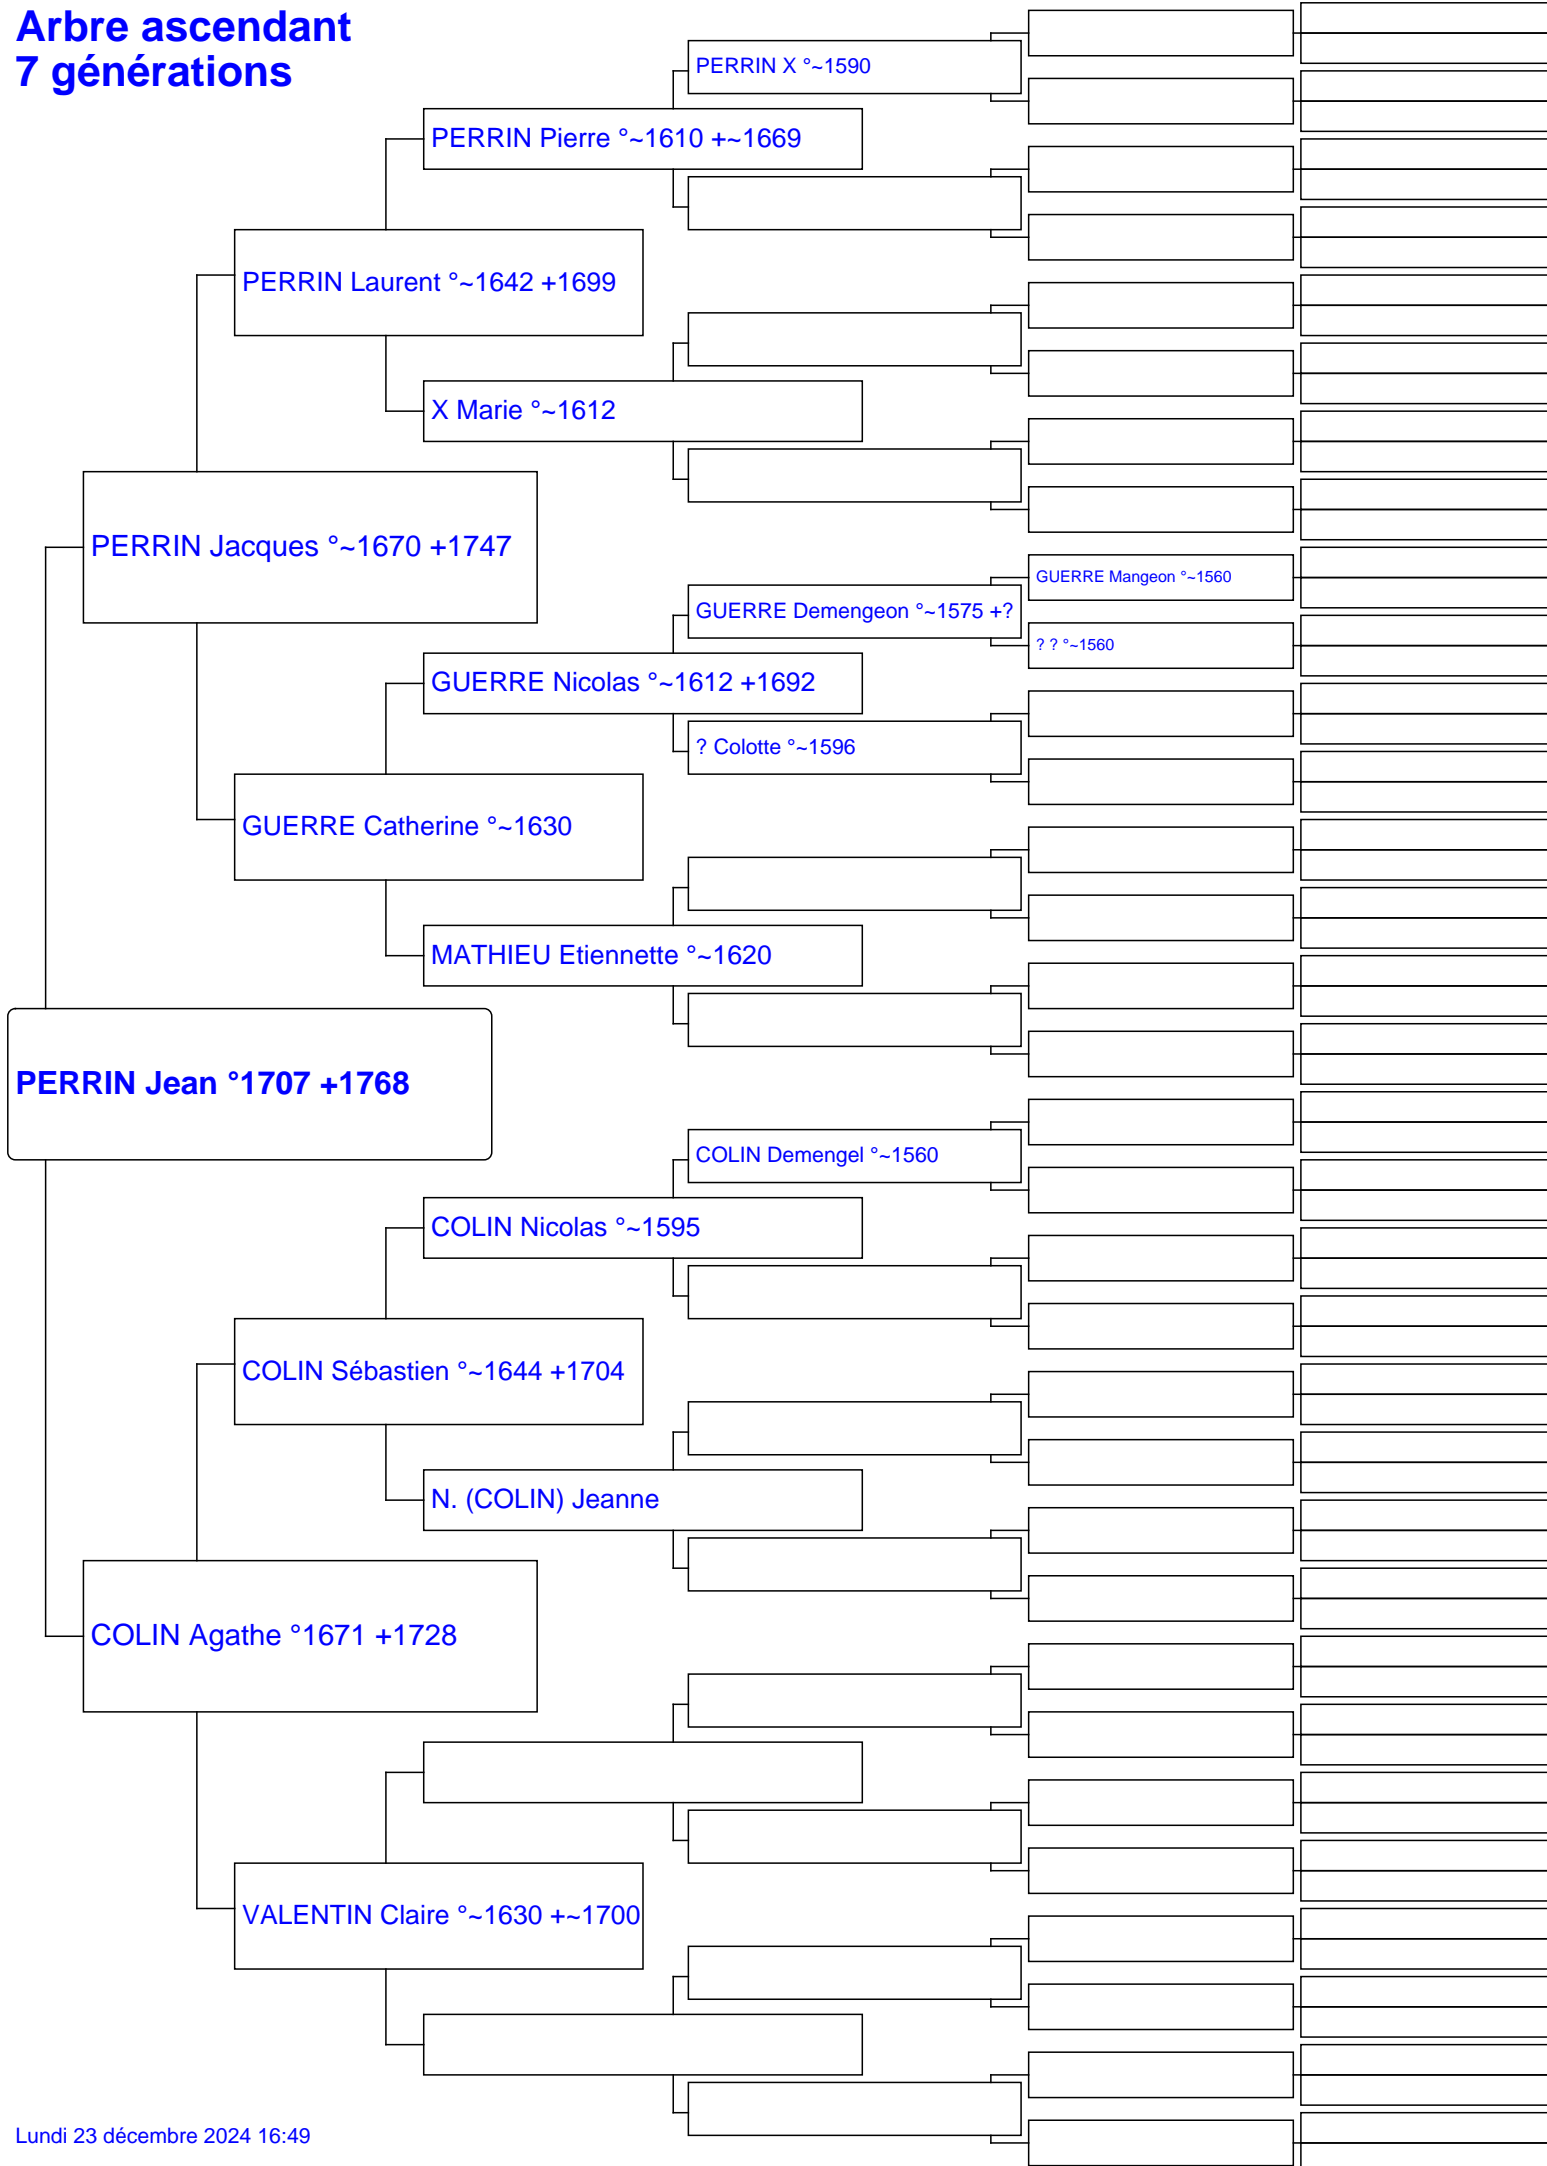 Arbre ascendant
7 générations
PERRIN X °~1590
PERRIN Pierre °~1610 +~1669
PERRIN Laurent °~1642 +1699
X Marie °~1612
PERRIN Jacques °~1670 +1747
GUERRE Mangeon °~1560
GUERRE Demengeon °~1575 +?
? ? °~1560
GUERRE Nicolas °~1612 +1692
? Colotte °~1596
GUERRE Catherine °~1630
MATHIEU Etiennette °~1620
PERRIN Jean °1707 +1768
COLIN Demengel °~1560
COLIN Nicolas °~1595
COLIN Sébastien °~1644 +1704
N. (COLIN) Jeanne
COLIN Agathe °1671 +1728
VALENTIN Claire °~1630 +~1700
Lundi 23 décembre 2024 16:49